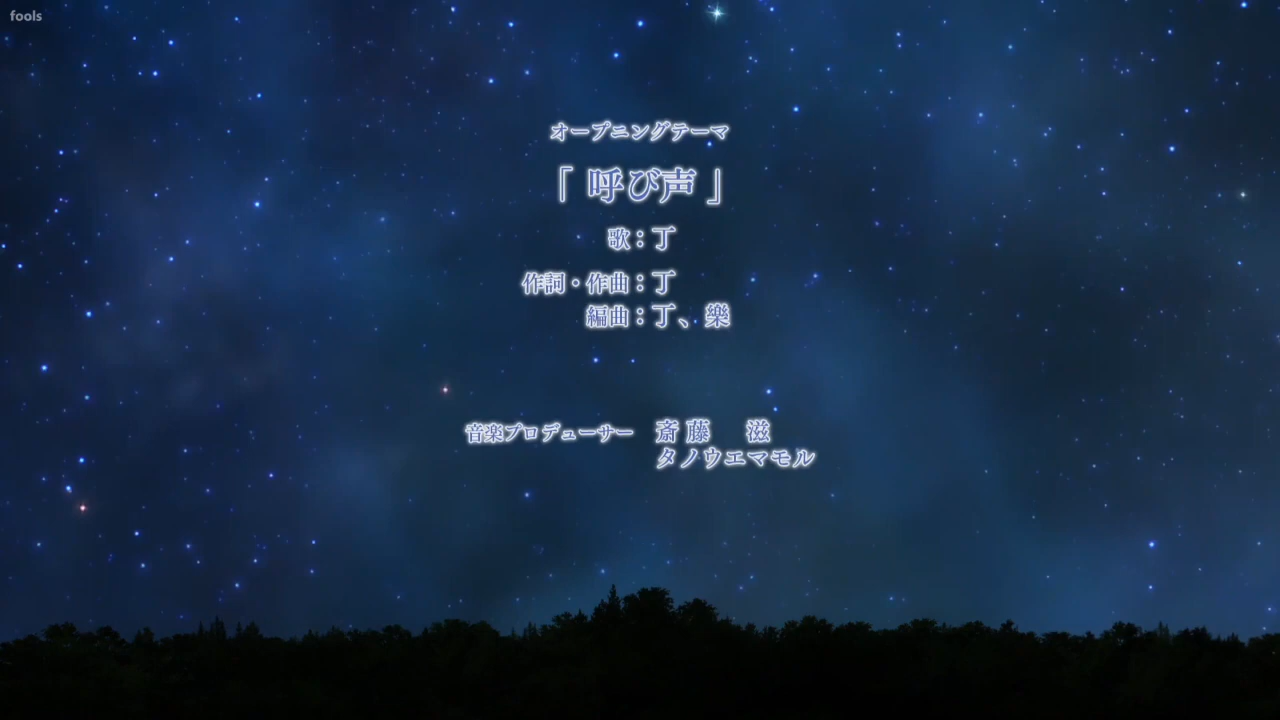 fools
オープニングテーマ
「呼び声」
歌：丁
作詞・作曲：丁
編曲：丁、樂
音楽プロデューサー 斎藤 滋
タノウエマモル